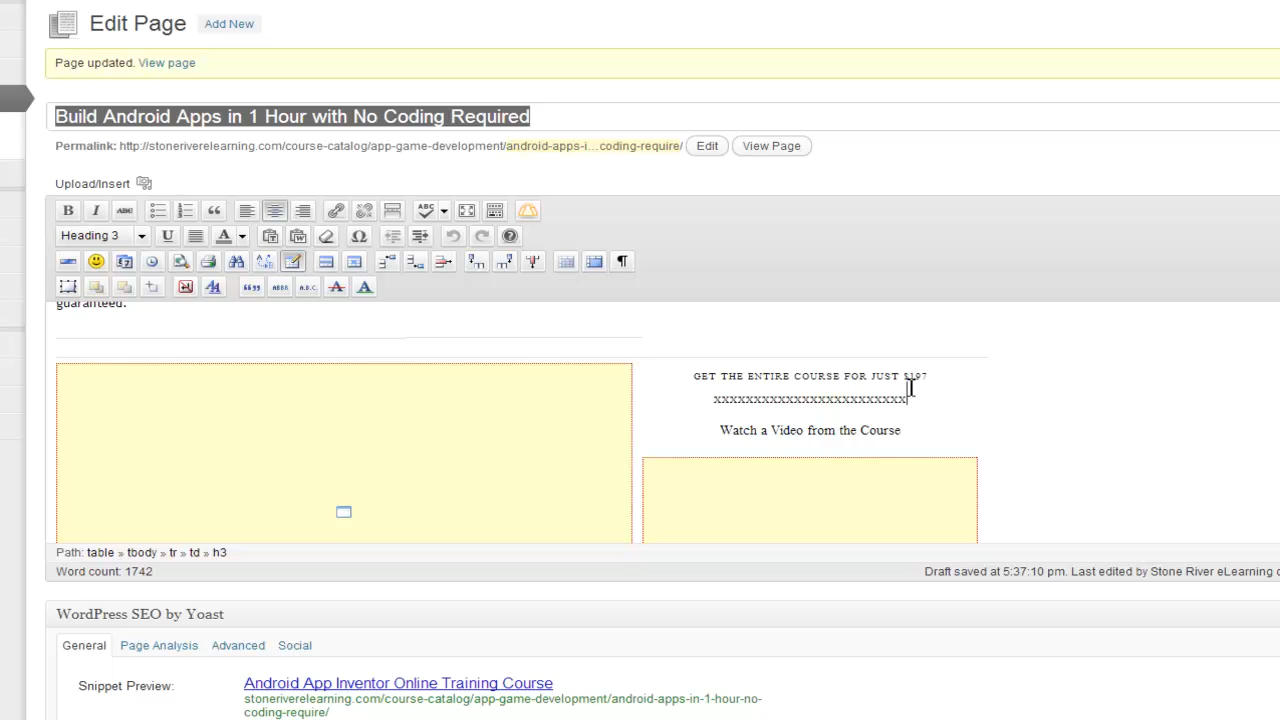 Edit Page Add New
Page updated. View page
Build Android Apps in 1 Hour with No Coding Required
Permalink: http://stoneriverelearning.com/course-catalog/app-game-development/android-apps-i…coding-require/ Edit View Page
Upload/Insert
B I ABC ABC
Heading 3 U A Ω ?
¶
A ABBR A.B.C. A A
guaranteed.
GET THE ENTIRE COURSE FOR JUST $197
XXXXXXXXXXXXXXXXXXXXXXXX
Watch a Video from the Course
Path: table » tbody » tr » td » h3
Word count: 1742 Draft saved at 5:37:10 pm. Last edited by Stone River eLearning
WordPress SEO by Yoast
General Page Analysis Advanced Social
Snippet Preview: Android App Inventor Online Training Course
stoneriverelearning.com/course-catalog/app-game-development/android-apps-in-1-hour-no-
coding-require/